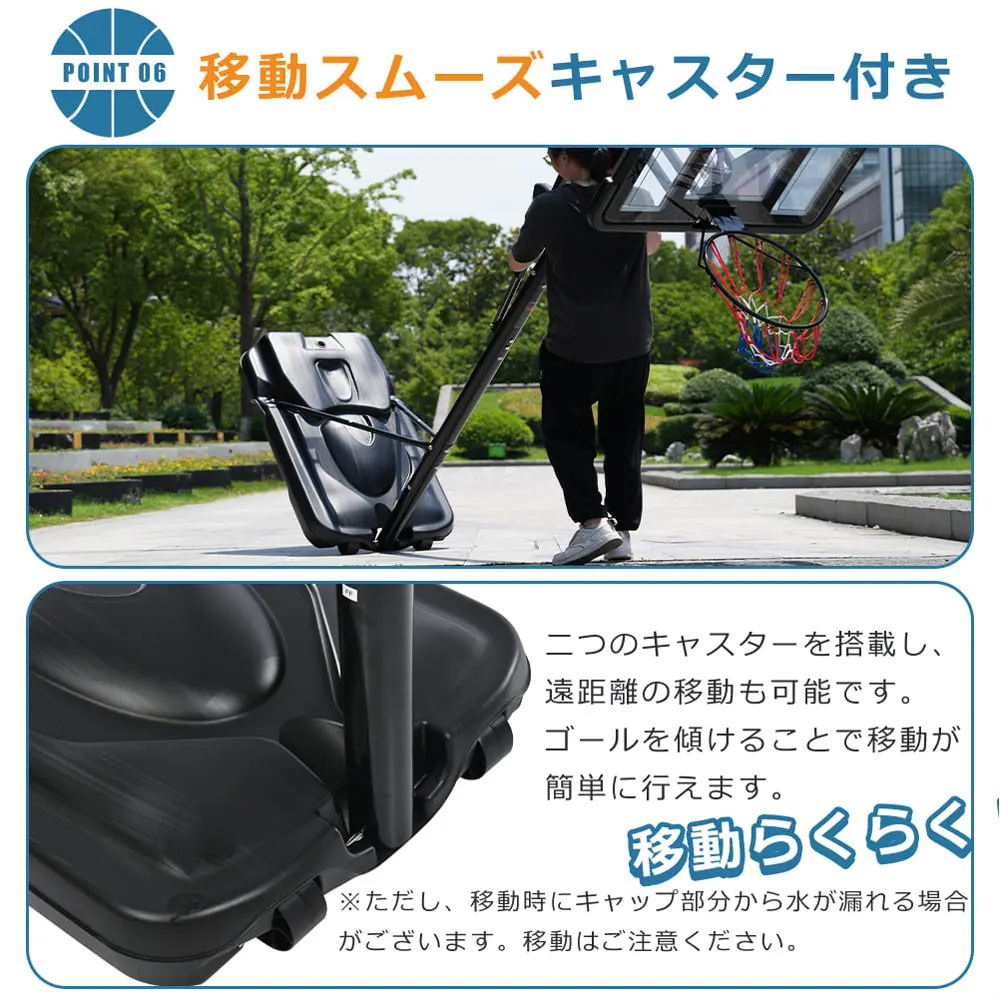 POINT 06
移動スムーズキャスター付き
二つのキャスターを搭載し、
遠距離の移動も可能です。
ゴールを傾けることで移動が
簡単に行えます。
移動らくらく
※ただし、移動時にキャップ部分から水が漏れる場合
がございます。移動はご注意ください。